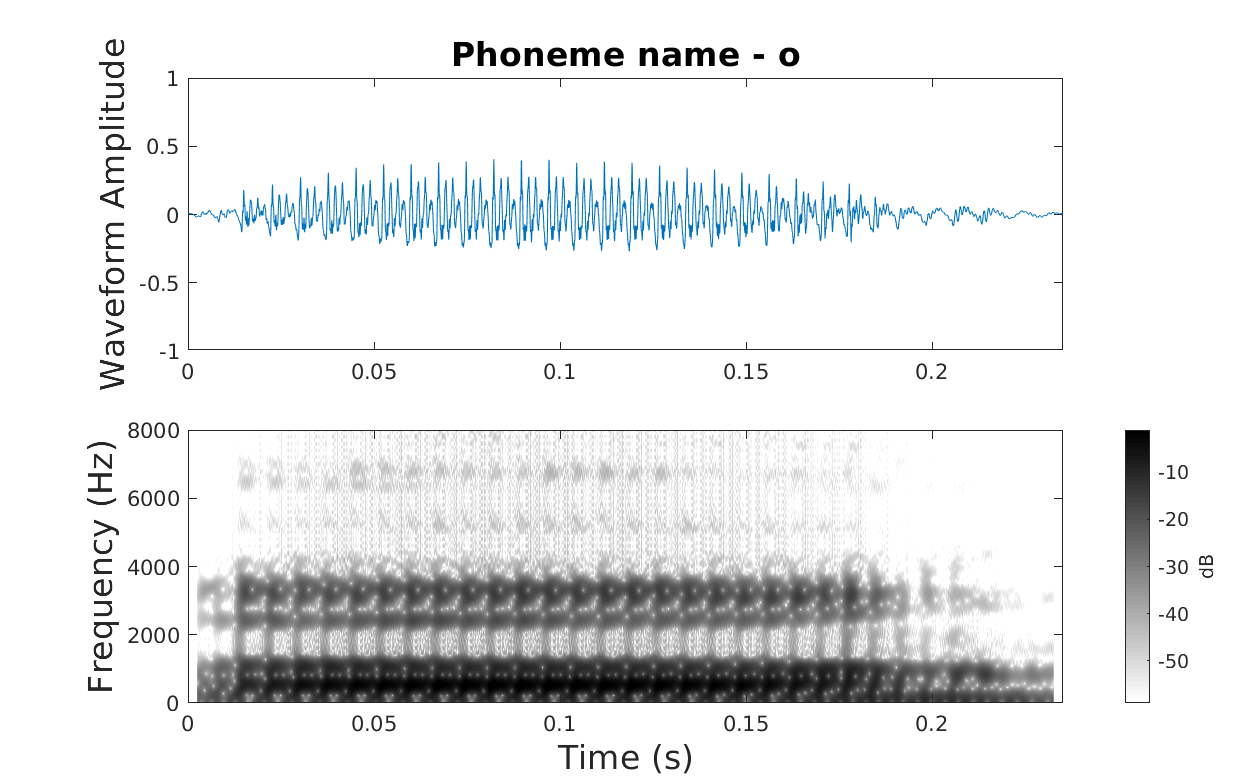 Phoneme name - o
Waveform Amplitude
1
0.5
0
-0.5
-1
0 0.05 0.1 0.15 0.2
Frequency (Hz)
8000
6000
4000
2000
0
0 0.05 0.1 0.15 0.2
Time (s)
-10
-20
-30
-40
-50
dB